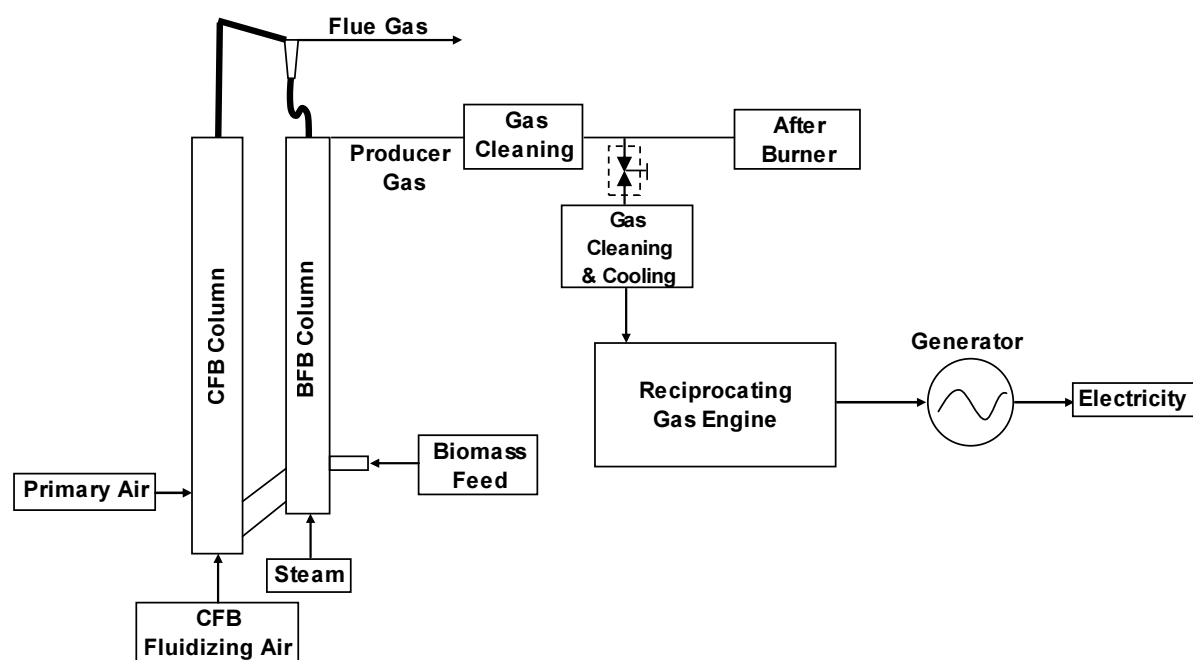 Flue Gas
Gas
Cleaning
After
Burner
Producer
Gas
Gas
Cleaning
& Cooling
CFB Column
BFB Column
Generator
Reciprocating
Gas Engine
Electricity
Biomass
Feed
Primary Air
Steam
CFB
Fluidizing Air